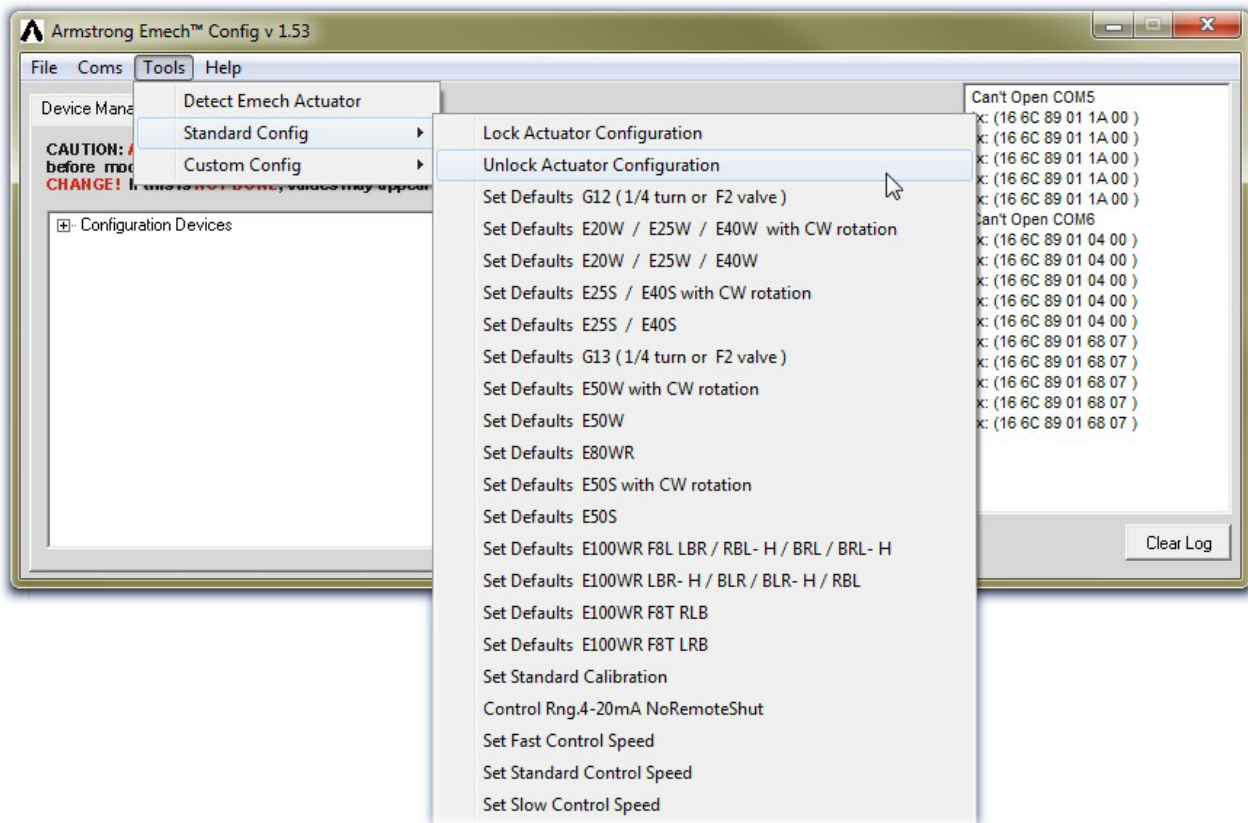 Armstrong Emech™ Config v 1.53
File Coms Tools Help
Device Mana
CAUTION:
before mod
CHANGE! If this is NOT DONE, values may appear
Configuration Devices
Detect Emech Actuator
Standard Config
Custom Config
Lock Actuator Configuration
Unlock Actuator Configuration
Set Defaults G12 ( 1/4 turn or F2 valve )
Set Defaults E20W / E25W / E40W with CW rotation
Set Defaults E20W / E25W / E40W
Set Defaults E25S / E40S with CW rotation
Set Defaults E25S / E40S
Set Defaults G13 ( 1/4 turn or F2 valve )
Set Defaults E50W with CW rotation
Set Defaults E50W
Set Defaults E80WR
Set Defaults E50S with CW rotation
Set Defaults E50S
Set Defaults E100WR F8L LBR / RBL- H / BRL / BRL- H
Set Defaults E100WR LBR- H / BLR / BLR- H / RBL
Set Defaults E100WR F8T RLB
Set Defaults E100WR F8T LRB
Set Standard Calibration
Control Rng.4-20mA NoRemoteShut
Set Fast Control Speed
Set Standard Control Speed
Set Slow Control Speed
Can't Open COM5
x: (16 6C 89 01 1A 00 )
x: (16 6C 89 01 1A 00 )
x: (16 6C 89 01 1A 00 )
x: (16 6C 89 01 1A 00 )
x: (16 6C 89 01 1A 00 )
Can't Open COM6
x: (16 6C 89 01 04 00 )
x: (16 6C 89 01 04 00 )
x: (16 6C 89 01 04 00 )
x: (16 6C 89 01 04 00 )
x: (16 6C 89 01 04 00 )
x: (16 6C 89 01 68 07 )
x: (16 6C 89 01 68 07 )
x: (16 6C 89 01 68 07 )
x: (16 6C 89 01 68 07 )
x: (16 6C 89 01 68 07 )
Clear Log